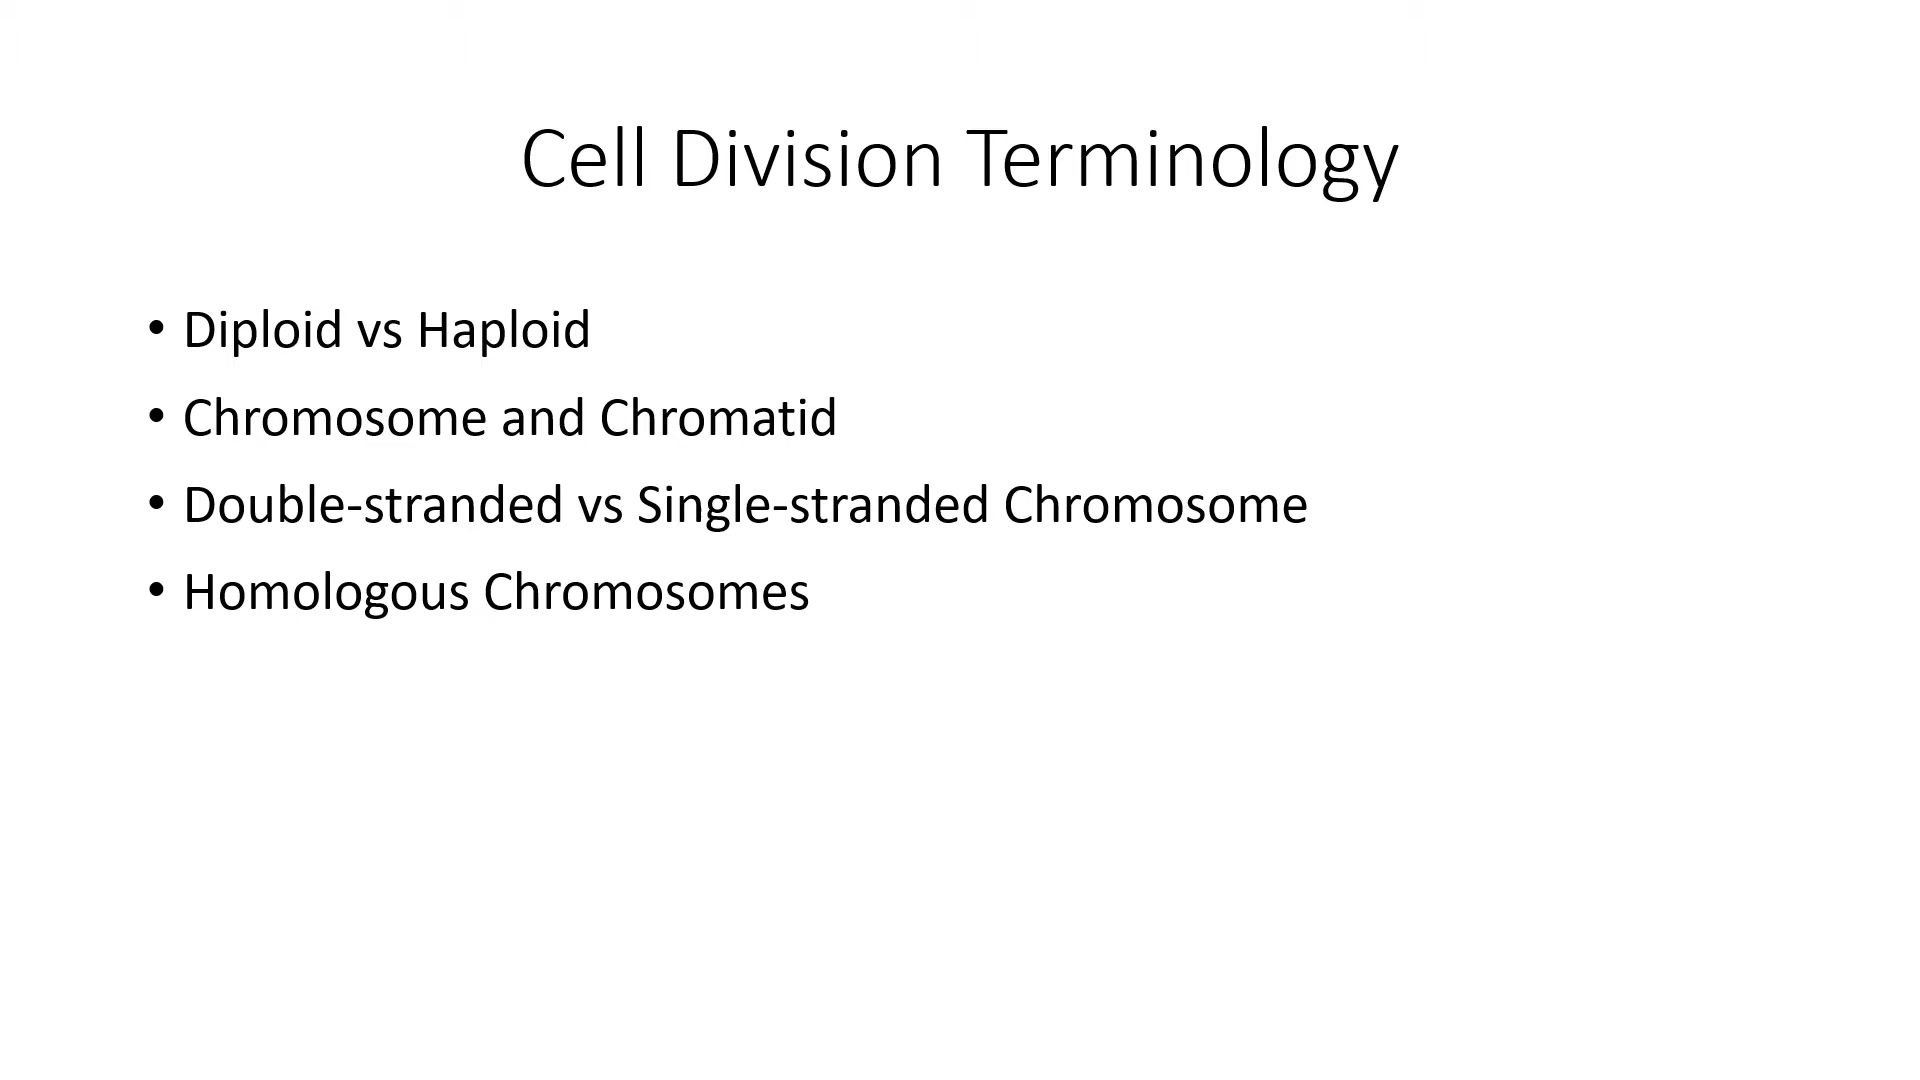 Cell Division Terminology
• Diploid vs Haploid
• Chromosome and Chromatid
• Double-stranded vs Single-stranded Chromosome
• Homologous Chromosomes